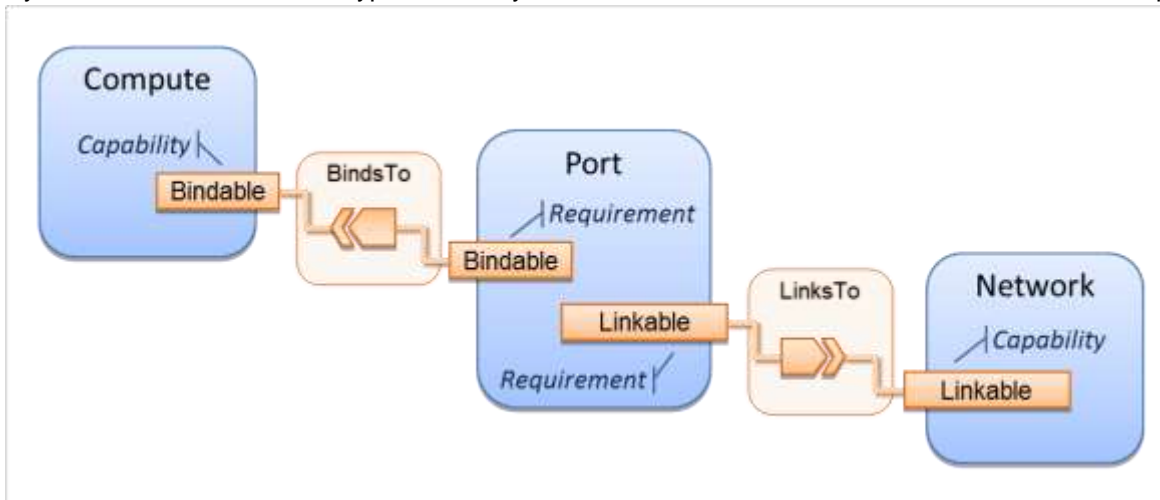 Compute
Capability
Bindable
BindsTo
Port
Requirement
Bindable
Linkable
Requirement
LinksTo
Network
Capability
Linkable